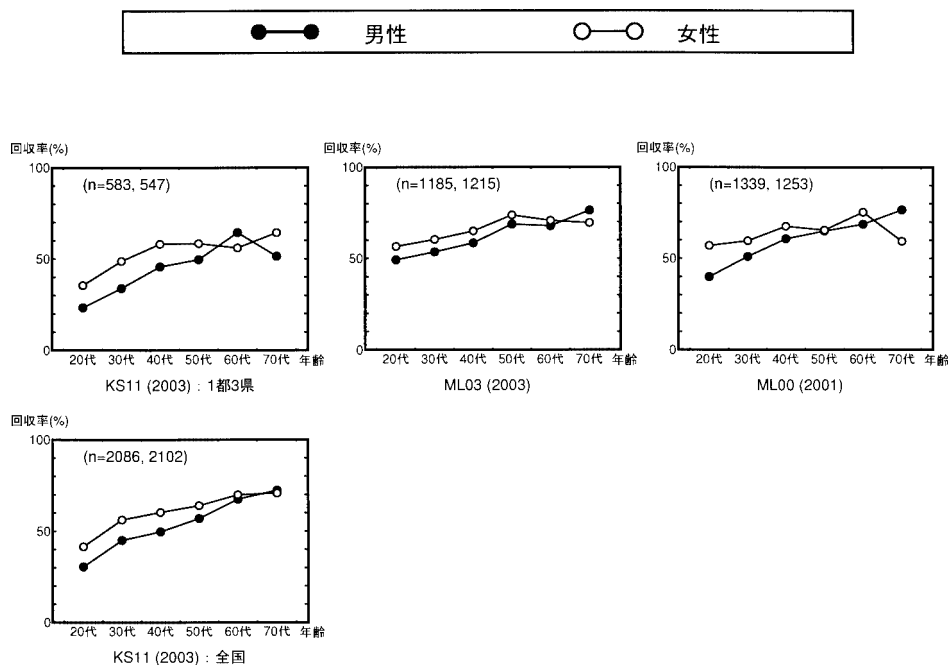 男性 女性
回収率(%) 回収率(%) 回収率(%)
100 100 100
(n=583, 547) (n=1185, 1215) (n=1339, 1253)
50 50 50
0 0 0
20代 30代 40代 50代 60代 70代 年齢 20代 30代 40代 50代 60代 70代 年齢 20代 30代 40代 50代 60代 70代 年齢
KS11 (2003) : 1都3県 ML03 (2003) ML00 (2001)
回収率(%)
100
(n=2086, 2102)
50
0
20代 30代 40代 50代 60代 70代 年齢
KS11 (2003) : 全国